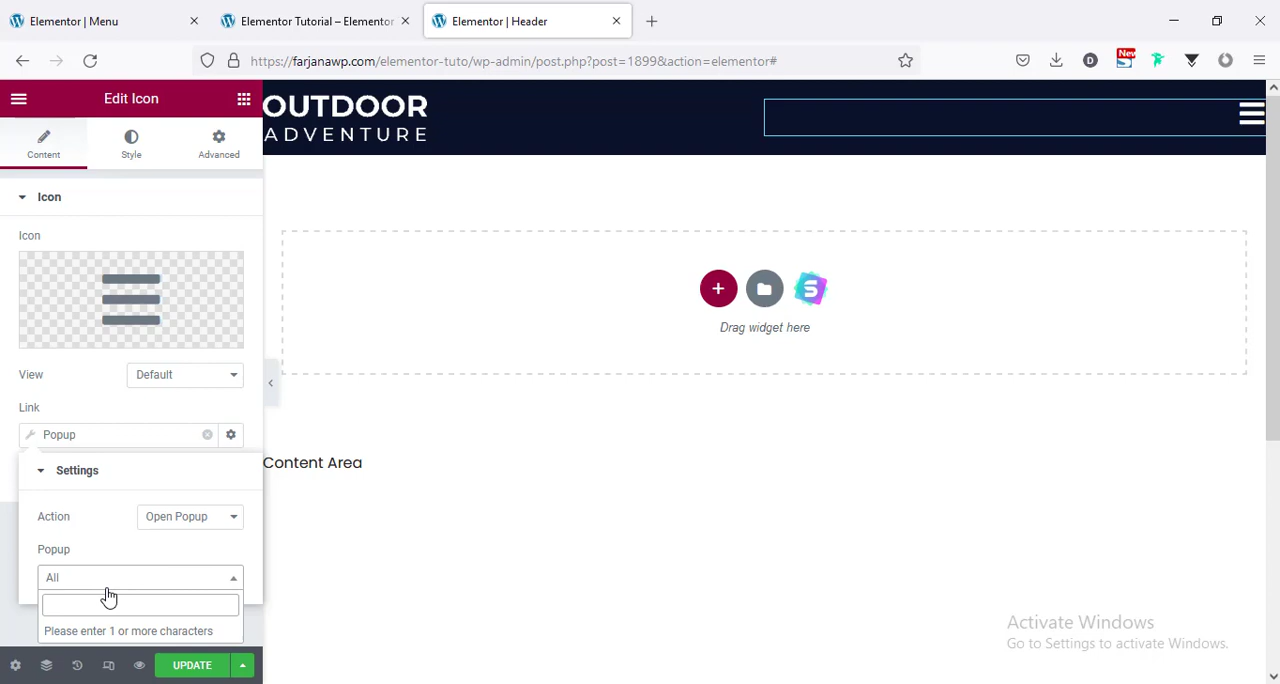 Elementor | Menu
Elementor Tutorial – Elementor
Elementor | Header
https://farjanawp.com/elementor-tuto/wp-admin/post.php?post=1899&action=elementor#
New
Edit Icon
Content
Style
Advanced
OUTDOOR
ADVENTURE
Icon
Icon
View
Default
Link
Popup
Settings
Action
Open Popup
Popup
All
Please enter 1 or more characters
UPDATE
Drag widget here
Content Area
Activate Windows
Go to Settings to activate Windows.